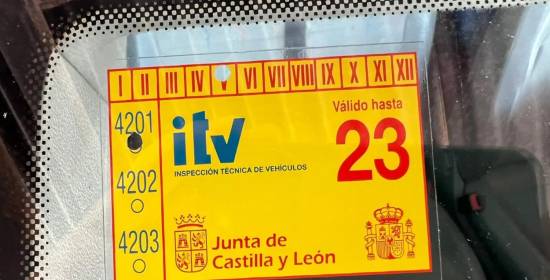 I II III IV V VI VII VIII IX X XI XII
4201
itv
Válido hasta
23
INSPECCIÓN TÉCNICA DE VEHÍCULOS
4202
4203
Junta de
Castilla y León